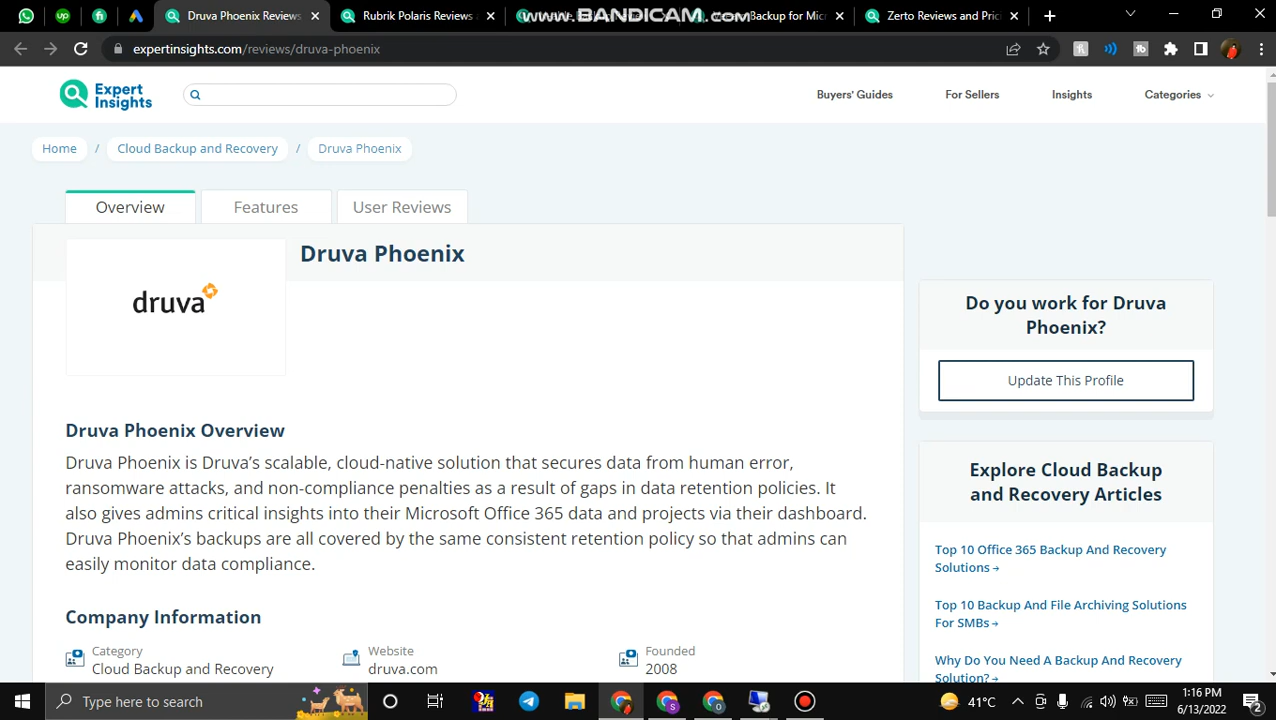 Druva Phoenix Reviews
Rubrik Polaris Reviews a
www.BANDICAM.com
Backup for Mic
Zerto Reviews and Pric
expertinsights.com/reviews/druva-phoenix
Expert
Insights
Buyers' Guides
For Sellers
Insights
Categories
Home / Cloud Backup and Recovery / Druva Phoenix
Overview
Features
User Reviews
druva
Druva Phoenix
Druva Phoenix Overview
Druva Phoenix is Druva's scalable, cloud-native solution that secures data from human error,
ransomware attacks, and non-compliance penalties as a result of gaps in data retention policies. It
also gives admins critical insights into their Microsoft Office 365 data and projects via their dashboard.
Druva Phoenix's backups are all covered by the same consistent retention policy so that admins can
easily monitor data compliance.
Company Information
Category
Cloud Backup and Recovery
Website
druva.com
Founded
2008
Do you work for Druva
Phoenix?
Update This Profile
Explore Cloud Backup
and Recovery Articles
Top 10 Office 365 Backup And Recovery
Solutions →
Top 10 Backup And File Archiving Solutions
For SMBs →
Why Do You Need A Backup And Recovery
Solution? →
Type here to search
41°C
1:16 PM
6/13/2022
2